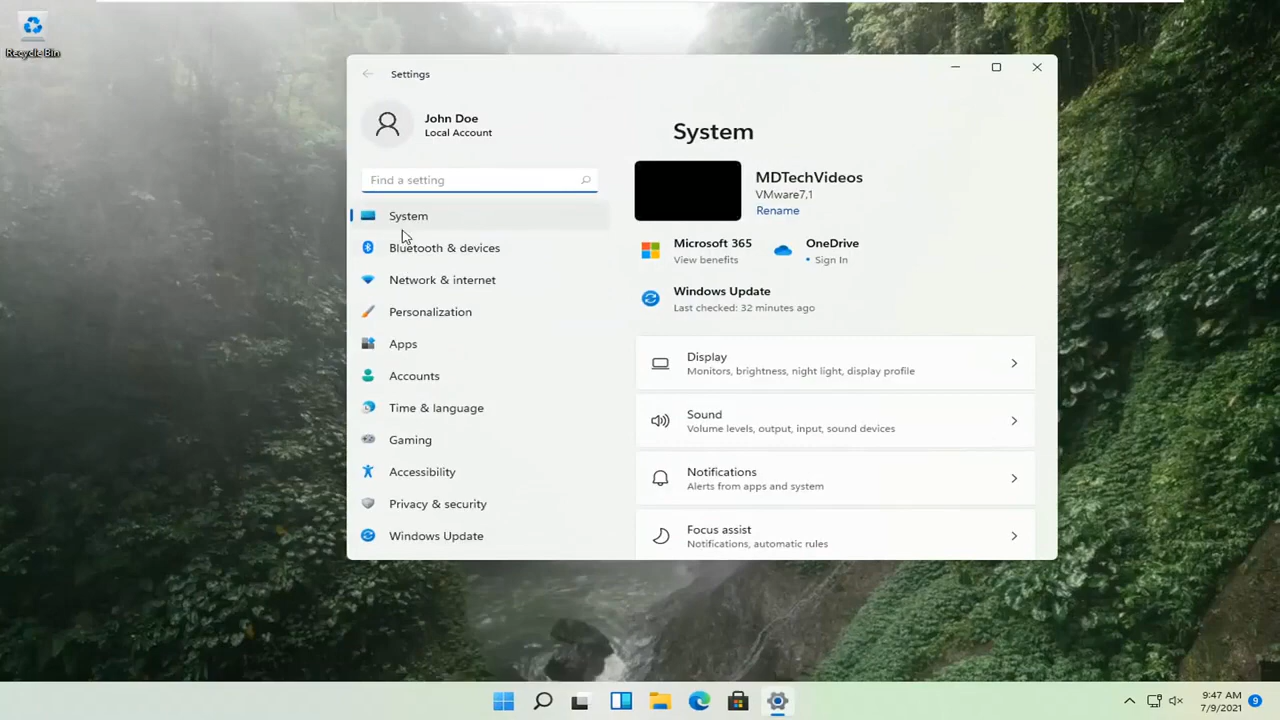 Recycle Bin
Settings
John Doe
Local Account
Find a setting
System
Bluetooth & devices
Network & internet
Personalization
Apps
Accounts
Time & language
Gaming
Accessibility
Privacy & security
Windows Update
System
MDTechVideos
VMware7,1
Rename
Microsoft 365
View benefits
OneDrive
• Sign In
Windows Update
Last checked: 32 minutes ago
Display
Monitors, brightness, night light, display profile
Sound
Volume levels, output, input, sound devices
Notifications
Alerts from apps and system
Focus assist
Notifications, automatic rules
9:47 AM
7/9/2021
9